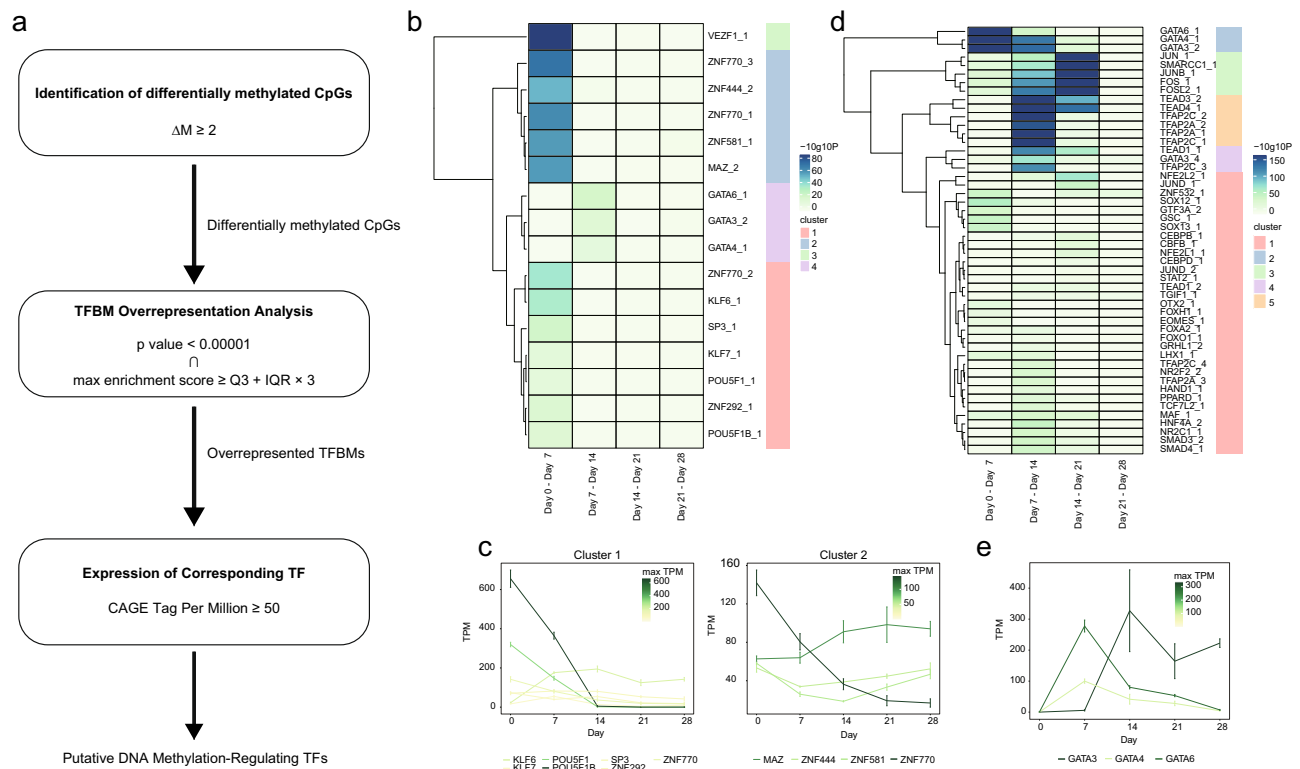 a
Identification of differentially methylated CpGs
ΔM ≥ 2
Differentially methylated CpGs
TFBM Overrepresentation Analysis
p value < 0.00001
∩
max enrichment score ≥ Q3 + IQR × 3
Overrepresented TFBMs
Expression of Corresponding TF
CAGE Tag Per Million ≥ 50
Putative DNA Methylation-Regulating TFs
b
VEZF1_1
ZNF770_3
ZNF444_2
ZNF770_1
ZNF581_1
MAZ_2
GATA6_1
GATA3_2
GATA4_1
ZNF770_2
KLF6_1
SP3_1
KLF7_1
POU5F1_1
ZNF292_1
POU5F1B_1
Day 0 - Day 7
Day 7 - Day 14
Day 14 - Day 21
Day 21 - Day 28
−10g10P
80
60
40
20
0
cluster
1
2
3
4
c
Cluster 1
TPM
600
400
200
0
max TPM
600
400
200
0 7 14 21 28
Day
KLF6 POU5F1 SP3 ZNF770
KLF7 POU5F1B ZNF292
Cluster 2
TPM
160
120
80
40
max TPM
100
50
0 7 14 21 28
Day
MAZ ZNF444 ZNF581 ZNF770
d
GATA6_1
GATA4_1
GATA3_2
JUN_1
SMARCC1_1
JUNB_1
FOS_1
FOSL2_1
TEAD3_2
TEAD4_1
TFAP2C_2
TFAP2A_2
TFAP2A_1
TFAP2C_1
TEAD1_1
GATA3_4
TFAP2C_3
NFE2L2_1
JUND_1
ZNF532_1
SOX12_1
GTF3A_2
GSC_1
SOX13_1
CEBPB_1
CBFB_1
NFE2L1_1
CEBPD_1
JUND_2
STAT2_1
TEAD1_2
TGIF1_1
OTX2_1
FOXH1_1
EOMES_1
FOXA2_1
FOXO1_1
GRHL2_2
LHX1_1
TFAP2C_4
NR2F2_2
TFAP2A_3
HAND1_1
PPARD_1
TCF7L2_1
MAF_1
HNF4A_2
NR2C1_1
SMAD3_2
SMAD4_1
Day 0 - Day 7
Day 7 - Day 14
Day 14 - Day 21
Day 21 - Day 28
−10g10P
150
100
50
0
cluster
1
2
3
4
5
e
TPM
400
300
200
100
0
max TPM
300
200
100
0 7 14 21 28
Day
GATA3 GATA4 GATA6